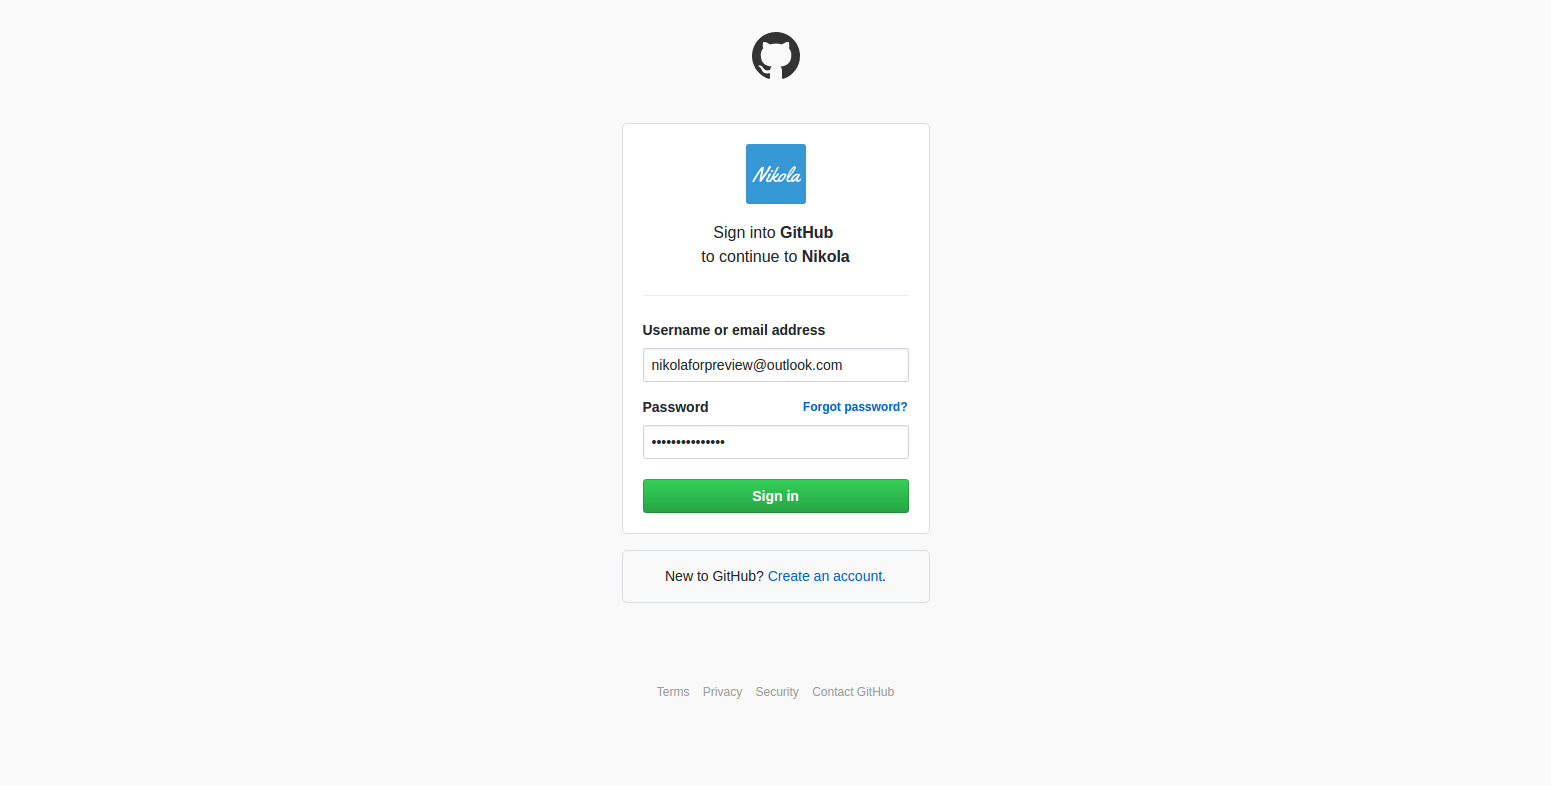 Nikola
Sign into GitHub
to continue to Nikola
Username or email address
nikolaforpreview@outlook.com
Password Forgot password?
•••••••••••••••
Sign in
New to GitHub? Create an account.
Terms Privacy Security Contact GitHub